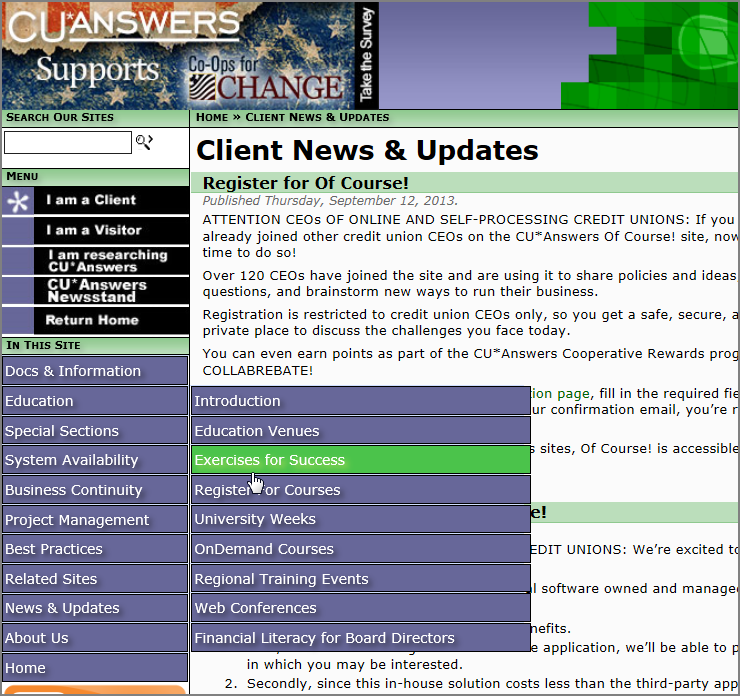 CU*ANSWERS
Supports
Co-Ops for
CHANGE
Take the Survey
SEARCH OUR SITES
HOME » CLIENT NEWS & UPDATES
MENU
I am a Client
I am a Visitor
I am researching
CU*Answers
CU*Answers
Newsstand
Return Home
IN THIS SITE
Docs & Information
Education
Special Sections
System Availability
Business Continuity
Project Management
Best Practices
Related Sites
News & Updates
About Us
Home
Introduction
Education Venues
Exercises for Success
Register For Courses
University Weeks
OnDemand Courses
Regional Training Events
Web Conferences
Financial Literacy for Board Directors
Client News & Updates
Register for Of Course!
Published Thursday, September 12, 2013.
ATTENTION CEOs OF ONLINE AND SELF-PROCESSING CREDIT UNIONS: If you
already joined other credit union CEOs on the CU*Answers Of Course! site, now
time to do so!
Over 120 CEOs have joined the site and are using it to share policies and ideas,
questions, and brainstorm new ways to run their business.
Registration is restricted to credit union CEOs only, so you get a safe, secure, a
private place to discuss the challenges you face today.
You can even earn points as part of the CU*Answers Cooperative Rewards prog
COLLABREBATE!
ion page, fill in the required fie
ur confirmation email, you're r
s sites, Of Course! is accessible
e!
EDIT UNIONS: We're excited to
l software owned and manage
nefits.
e application, we'll be able to p
in which you may be interested.
2. Secondly, since this in-house solution costs less than the third-party app